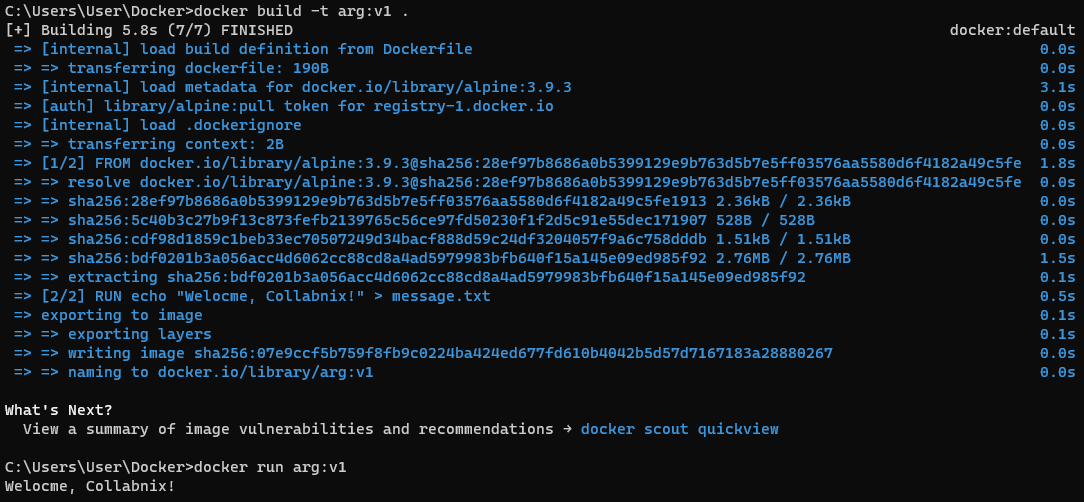 C:\Users\User\Docker>docker build -t arg:v1 .
[+] Building 5.8s (7/7) FINISHED docker:default
=> [internal] load build definition from Dockerfile 0.0s
=> => transferring dockerfile: 190B 0.0s
=> [internal] load metadata for docker.io/library/alpine:3.9.3 3.1s
=> [auth] library/alpine:pull token for registry-1.docker.io 0.0s
=> [internal] load .dockerignore 0.0s
=> => transferring context: 2B 0.0s
=> [1/2] FROM docker.io/library/alpine:3.9.3@sha256:28ef97b8686a0b5399129e9b763d5b7e5ff03576aa5580d6f4182a49c5fe 1.8s
=> => resolve docker.io/library/alpine:3.9.3@sha256:28ef97b8686a0b5399129e9b763d5b7e5ff03576aa5580d6f4182a49c5fe 0.0s
=> => sha256:28ef97b8686a0b5399129e9b763d5b7e5ff03576aa5580d6f4182a49c5fe1913 2.36kB / 2.36kB 0.0s
=> => sha256:5c40b3c27b9f13c873fefb2139765c56ce97fd50230f1f2d5c91e55dec171907 528B / 528B 0.0s
=> => sha256:cdf98d1859c1beb33ec70507249d34bacf888d59c24df3204057f9a6c758dddb 1.51kB / 1.51kB 0.0s
=> => sha256:bdf0201b3a056acc4d6062cc88cd8a4ad5979983bfb640f15a145e09ed985f92 2.76MB / 2.76MB 1.5s
=> => extracting sha256:bdf0201b3a056acc4d6062cc88cd8a4ad5979983bfb640f15a145e09ed985f92 0.1s
=> [2/2] RUN echo "Welocme, Collabnix!" > message.txt 0.5s
=> exporting to image 0.1s
=> => exporting layers 0.1s
=> => writing image sha256:07e9ccf5b759f8fb9c0224ba424ed677fd610b4042b5d57d7167183a28880267 0.0s
=> => naming to docker.io/library/arg:v1 0.0s
What's Next?
View a summary of image vulnerabilities and recommendations → docker scout quickview
C:\Users\User\Docker>docker run arg:v1
Welocme, Collabnix!